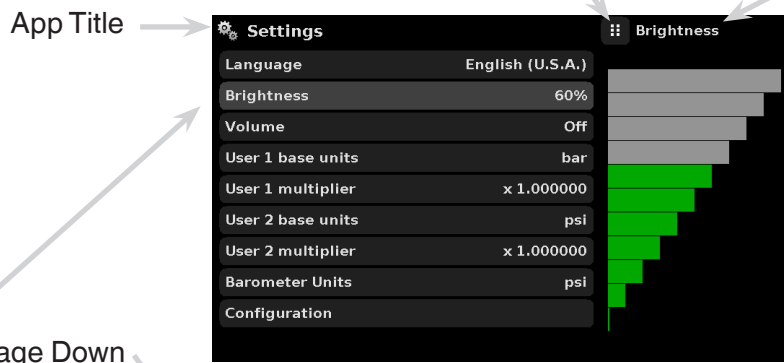 App Title
Settings
Brightness
Language English (U.S.A.)
Brightness 60%
Volume Off
User 1 base units bar
User 1 multiplier x 1.000000
User 2 base units psi
User 2 multiplier x 1.000000
Barometer Units psi
Configuration
age Down